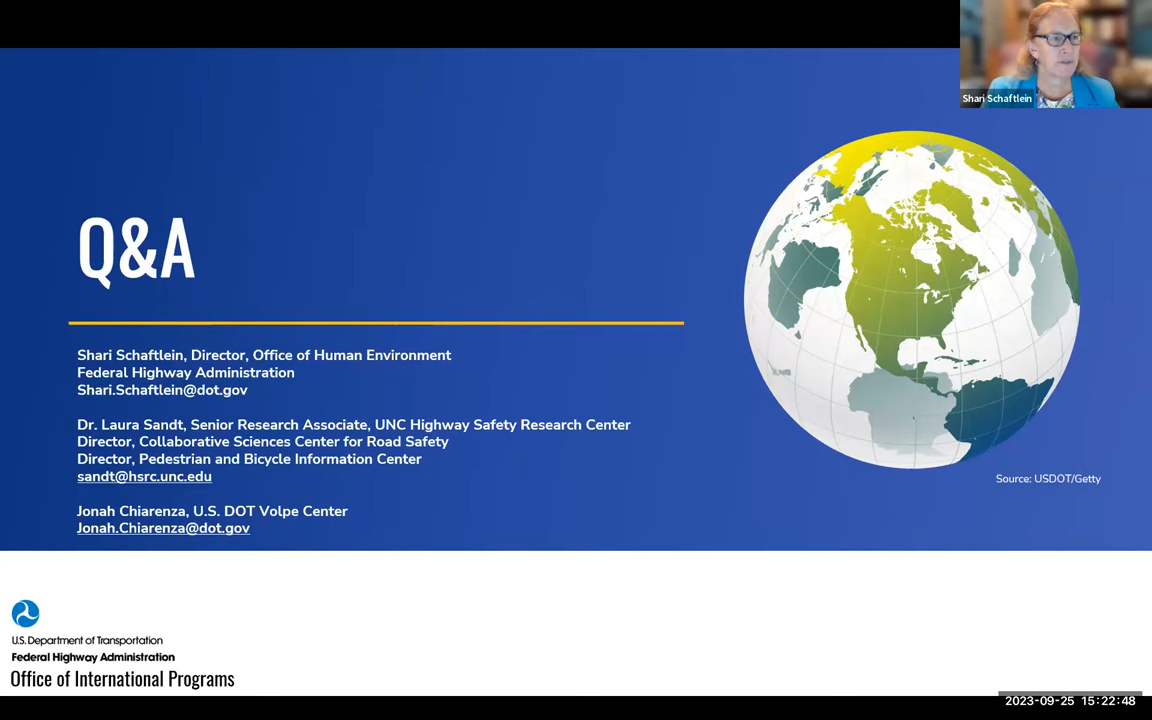 Shari Schaftlein
Q&A
Shari Schaftlein, Director, Office of Human Environment
Federal Highway Administration
Shari.Schaftlein@dot.gov
Dr. Laura Sandt, Senior Research Associate, UNC Highway Safety Research Center
Director, Collaborative Sciences Center for Road Safety
Director, Pedestrian and Bicycle Information Center
sandt@hsrc.unc.edu
Jonah Chiarenza, U.S. DOT Volpe Center
Jonah.Chiarenza@dot.gov
Source: USDOT/Getty
U.S. Department of Transportation
Federal Highway Administration
Office of International Programs
2023-09-25 15:22:48